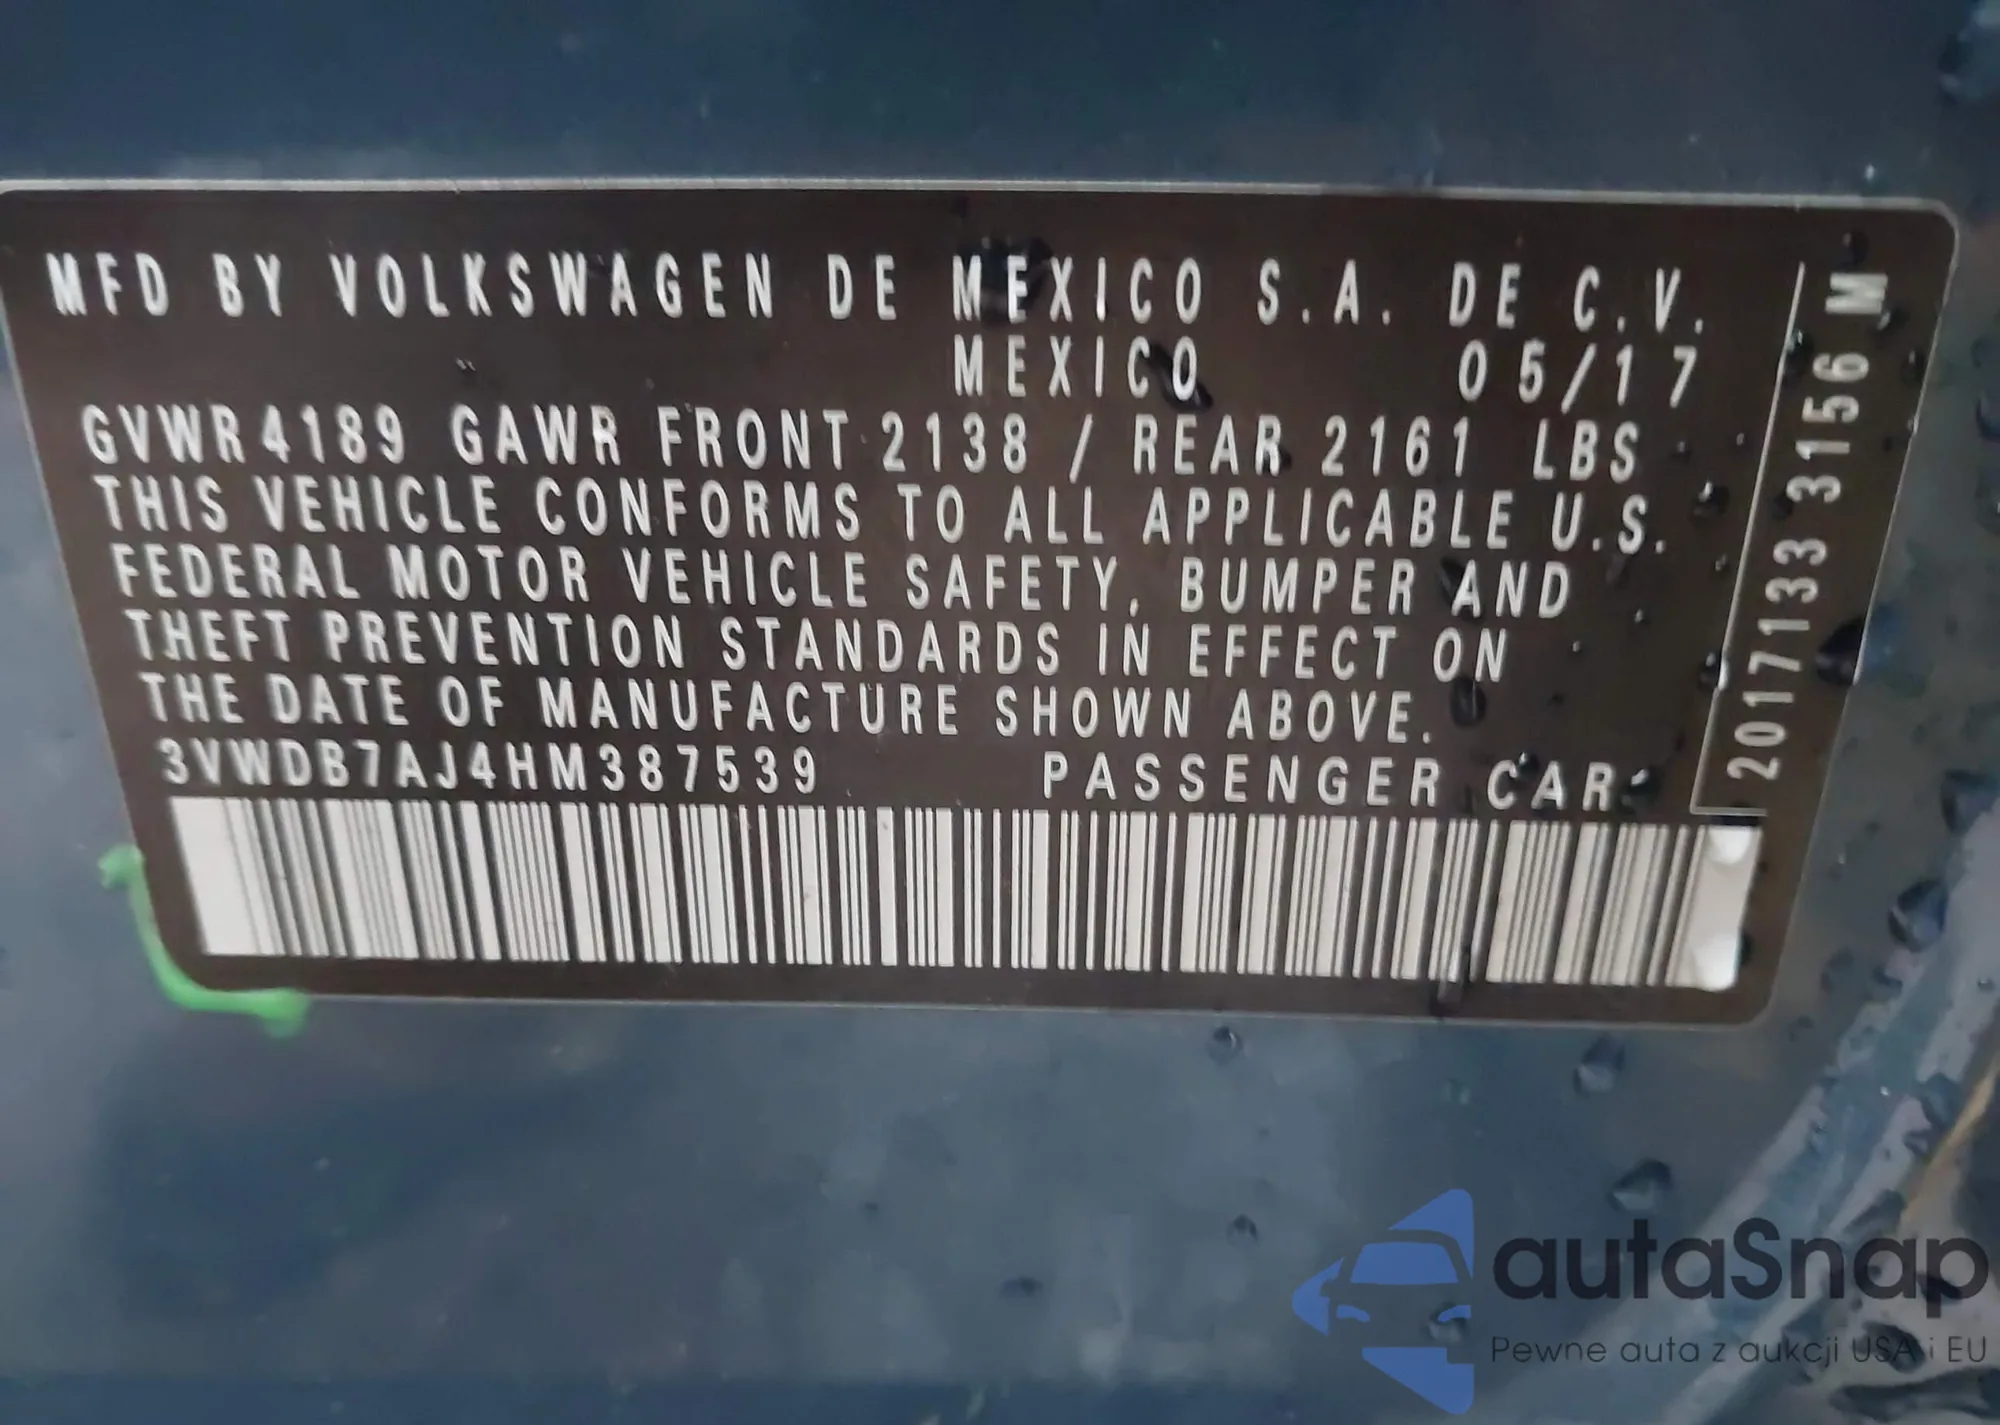 MFD BY VOLKSWAGEN DE MEXICO S.A. DE C.V.
MEXICO 05/17
GVWR 4189 GAWR FRONT 2138 / REAR 2161 LBS
THIS VEHICLE CONFORMS TO ALL APPLICABLE U.S.
FEDERAL MOTOR VEHICLE SAFETY, BUMPER AND
THEFT PREVENTION STANDARDS IN EFFECT ON
THE DATE OF MANUFACTURE SHOWN ABOVE.
3VWDB7AJ4HM387539 PASSENGER CAR
2017133 3156 M
autaSnap
Pewne auta z aukcji USA i EU